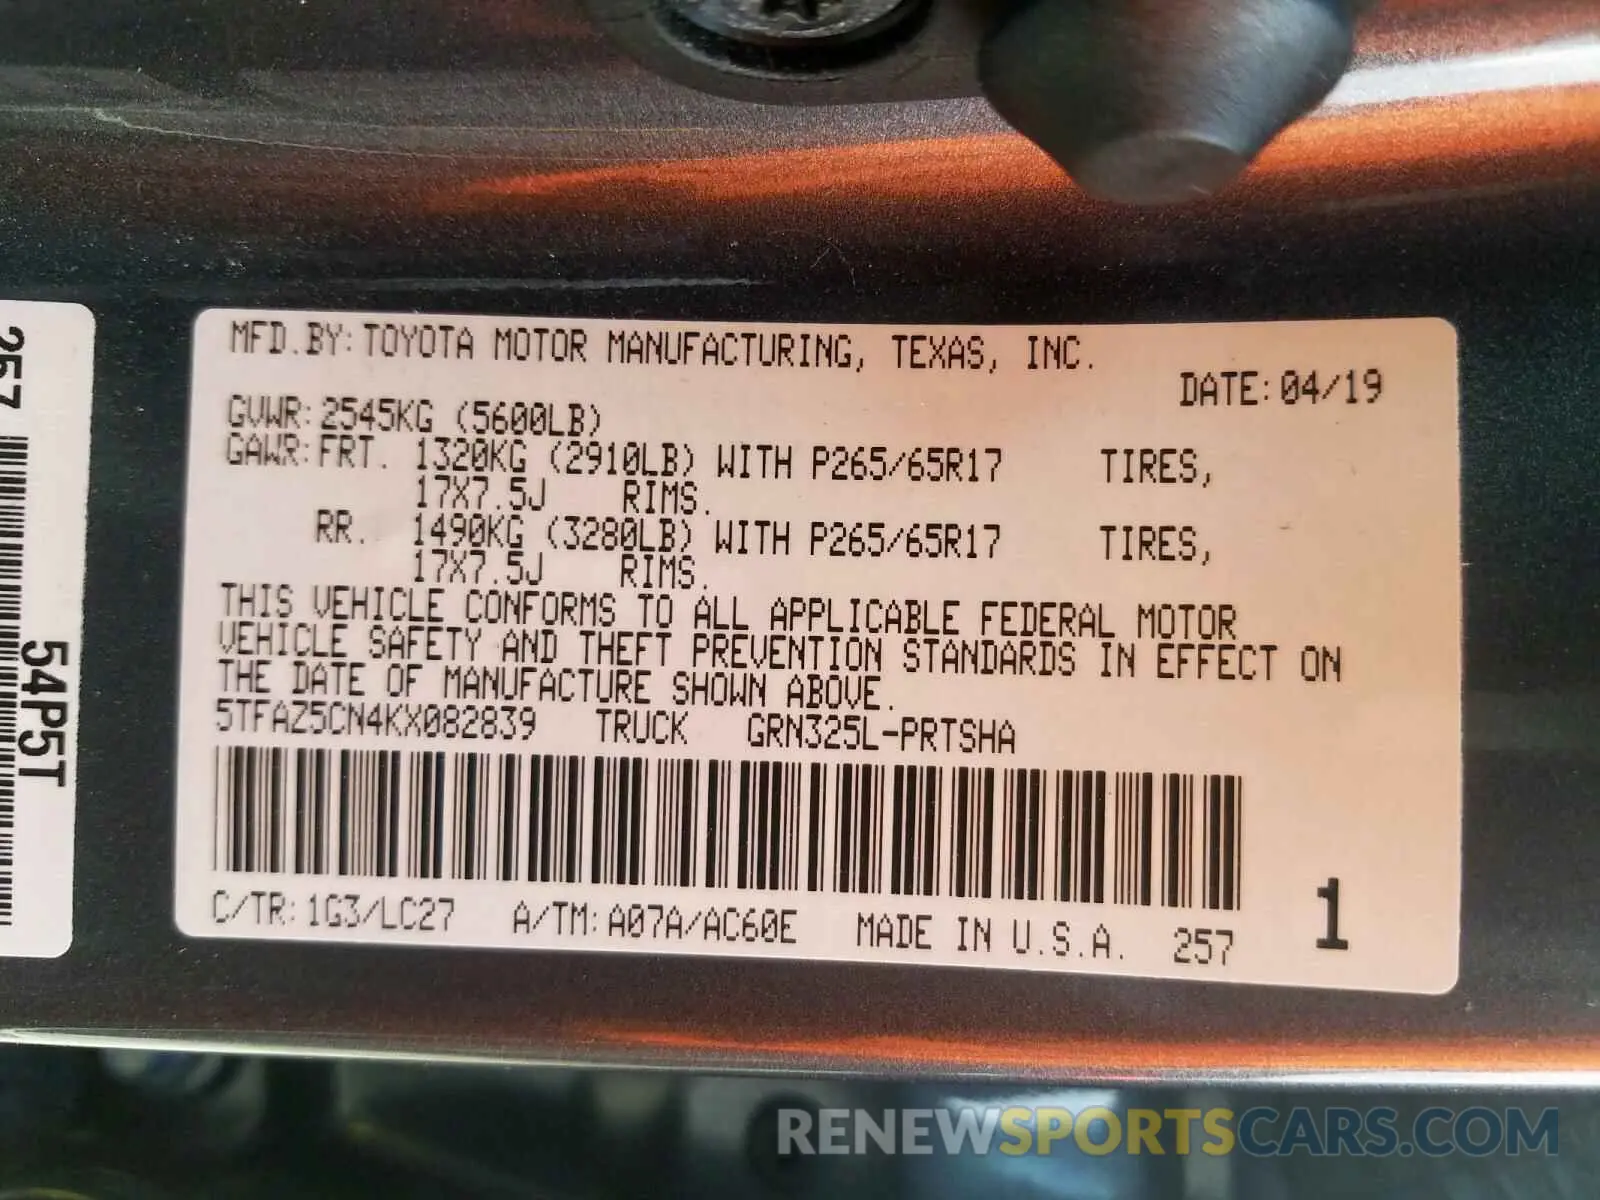 MFD.BY:TOYOTA MOTOR MANUFACTURING, TEXAS, INC.
DATE:04/19
GVWR:2545KG (5600LB)
GAWR:FRT. 1320KG (2910LB) WITH P265/65R17 TIRES,
17X7.5J RIMS.
RR. 1490KG (3280LB) WITH P265/65R17 TIRES,
17X7.5J RIMS.
THIS VEHICLE CONFORMS TO ALL APPLICABLE FEDERAL MOTOR
VEHICLE SAFETY AND THEFT PREVENTION STANDARDS IN EFFECT ON
THE DATE OF MANUFACTURE SHOWN ABOVE.
5TFAZ5CN4KX082839 TRUCK GRN325L-PRTSHA
C/TR:1G3/LC27 A/TM:A07A/AC60E MADE IN U.S.A. 257
1
257
54P5T
RENEWSPORTSCARS.COM